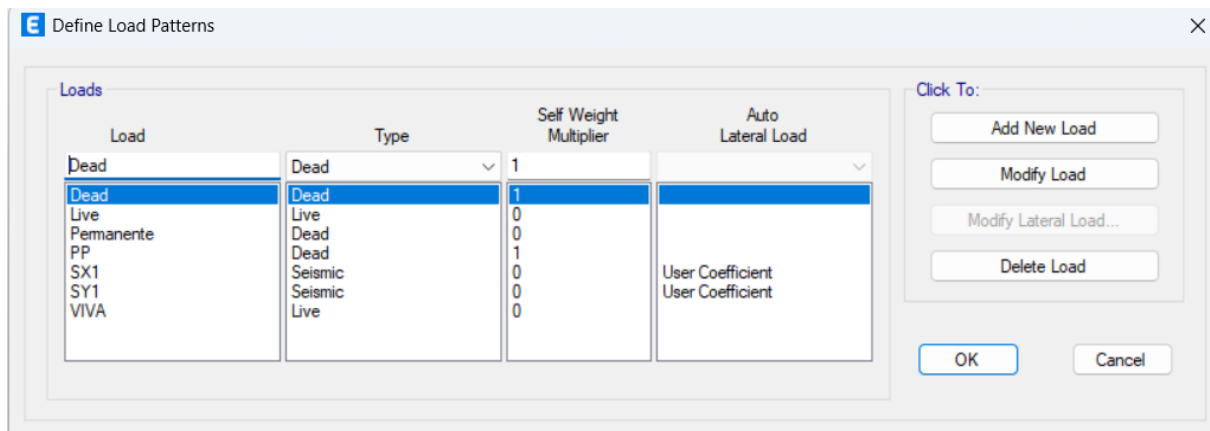 E Define Load Patterns
Loads
Click To:
Load Type Self Weight Multiplier Auto Lateral Load
Dead Dead 1
Dead Dead 1
Live Live 0
Permanente Dead 0
PP Dead 1
SX1 Seismic 0 User Coefficient
SY1 Seismic 0 User Coefficient
VIVA Live 0
Add New Load
Modify Load
Modify Lateral Load...
Delete Load
OK Cancel